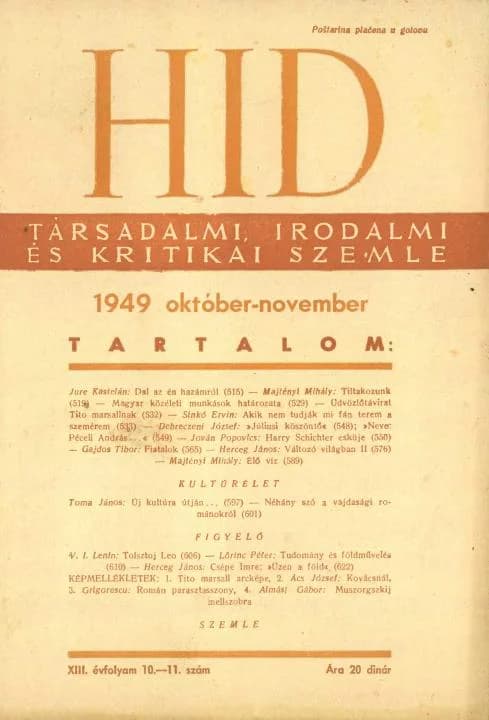 Poštarina plaćena u gotovu
HID
TÁRSADALMI, IRODALMI
ÉS KRITIKAI SZEMLE
1949 október-november
TARTALOM:
Jure Kastelán: Dal az én hazámról (515) — Majtényi Mihály: Tiltakozunk
(519) — Magyar közéleti munkások határozata (529) — Üdvözlőtávirat
Tito marsallnak (532) — Sinkó Ervin: Akik nem tudják mi fán terem a
szemérem (533) — Debreczeni József: »Júliusi köszöntő« (548); »Neve:
Péceli András...« (549) — Jován Popovics: Harry Schichter esküje (550)
— Gajdos Tibor: Fiatalok (565) — Herceg János: Változó világban II (576)
— Majtényi Mihály: Élő víz (589)
KULTÚRÉLET
Toma János: Új kultúra útján... (597) — Néhány szó a vajdasági ro-
mánokról (601)
FIGYELŐ
V. I. Lenin: Tolsztoj Leo (606) — Lőrinc Péter: Tudomány és földművelés
(610) — Herceg János: Csépe Imre: »Üzen a föld« (622)
KÉPMELLÉKLETEK: 1. Tito marsall arcképe, 2. Ács József: Kovácsnál,
3. Grigorescu: Román parasztasszony, 4. Almási Gábor: Muszorgszkij
mellszobra
SZEMLE
XIII. évfolyam 10.—11. szám
Ára 20 dinár